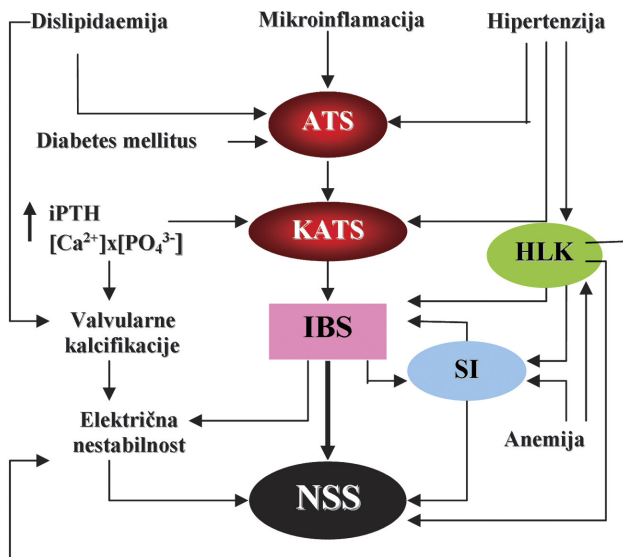 Dislipidaemija
Mikroinflamacija
Hipertenzija
ATS
Diabetes mellitus
iPTH
[Ca²⁺]x[PO₄³⁻]
KATS
HLK
Valvularne
kalcifikacije
IBS
SI
Električna
nestabilnost
Anemija
NSS